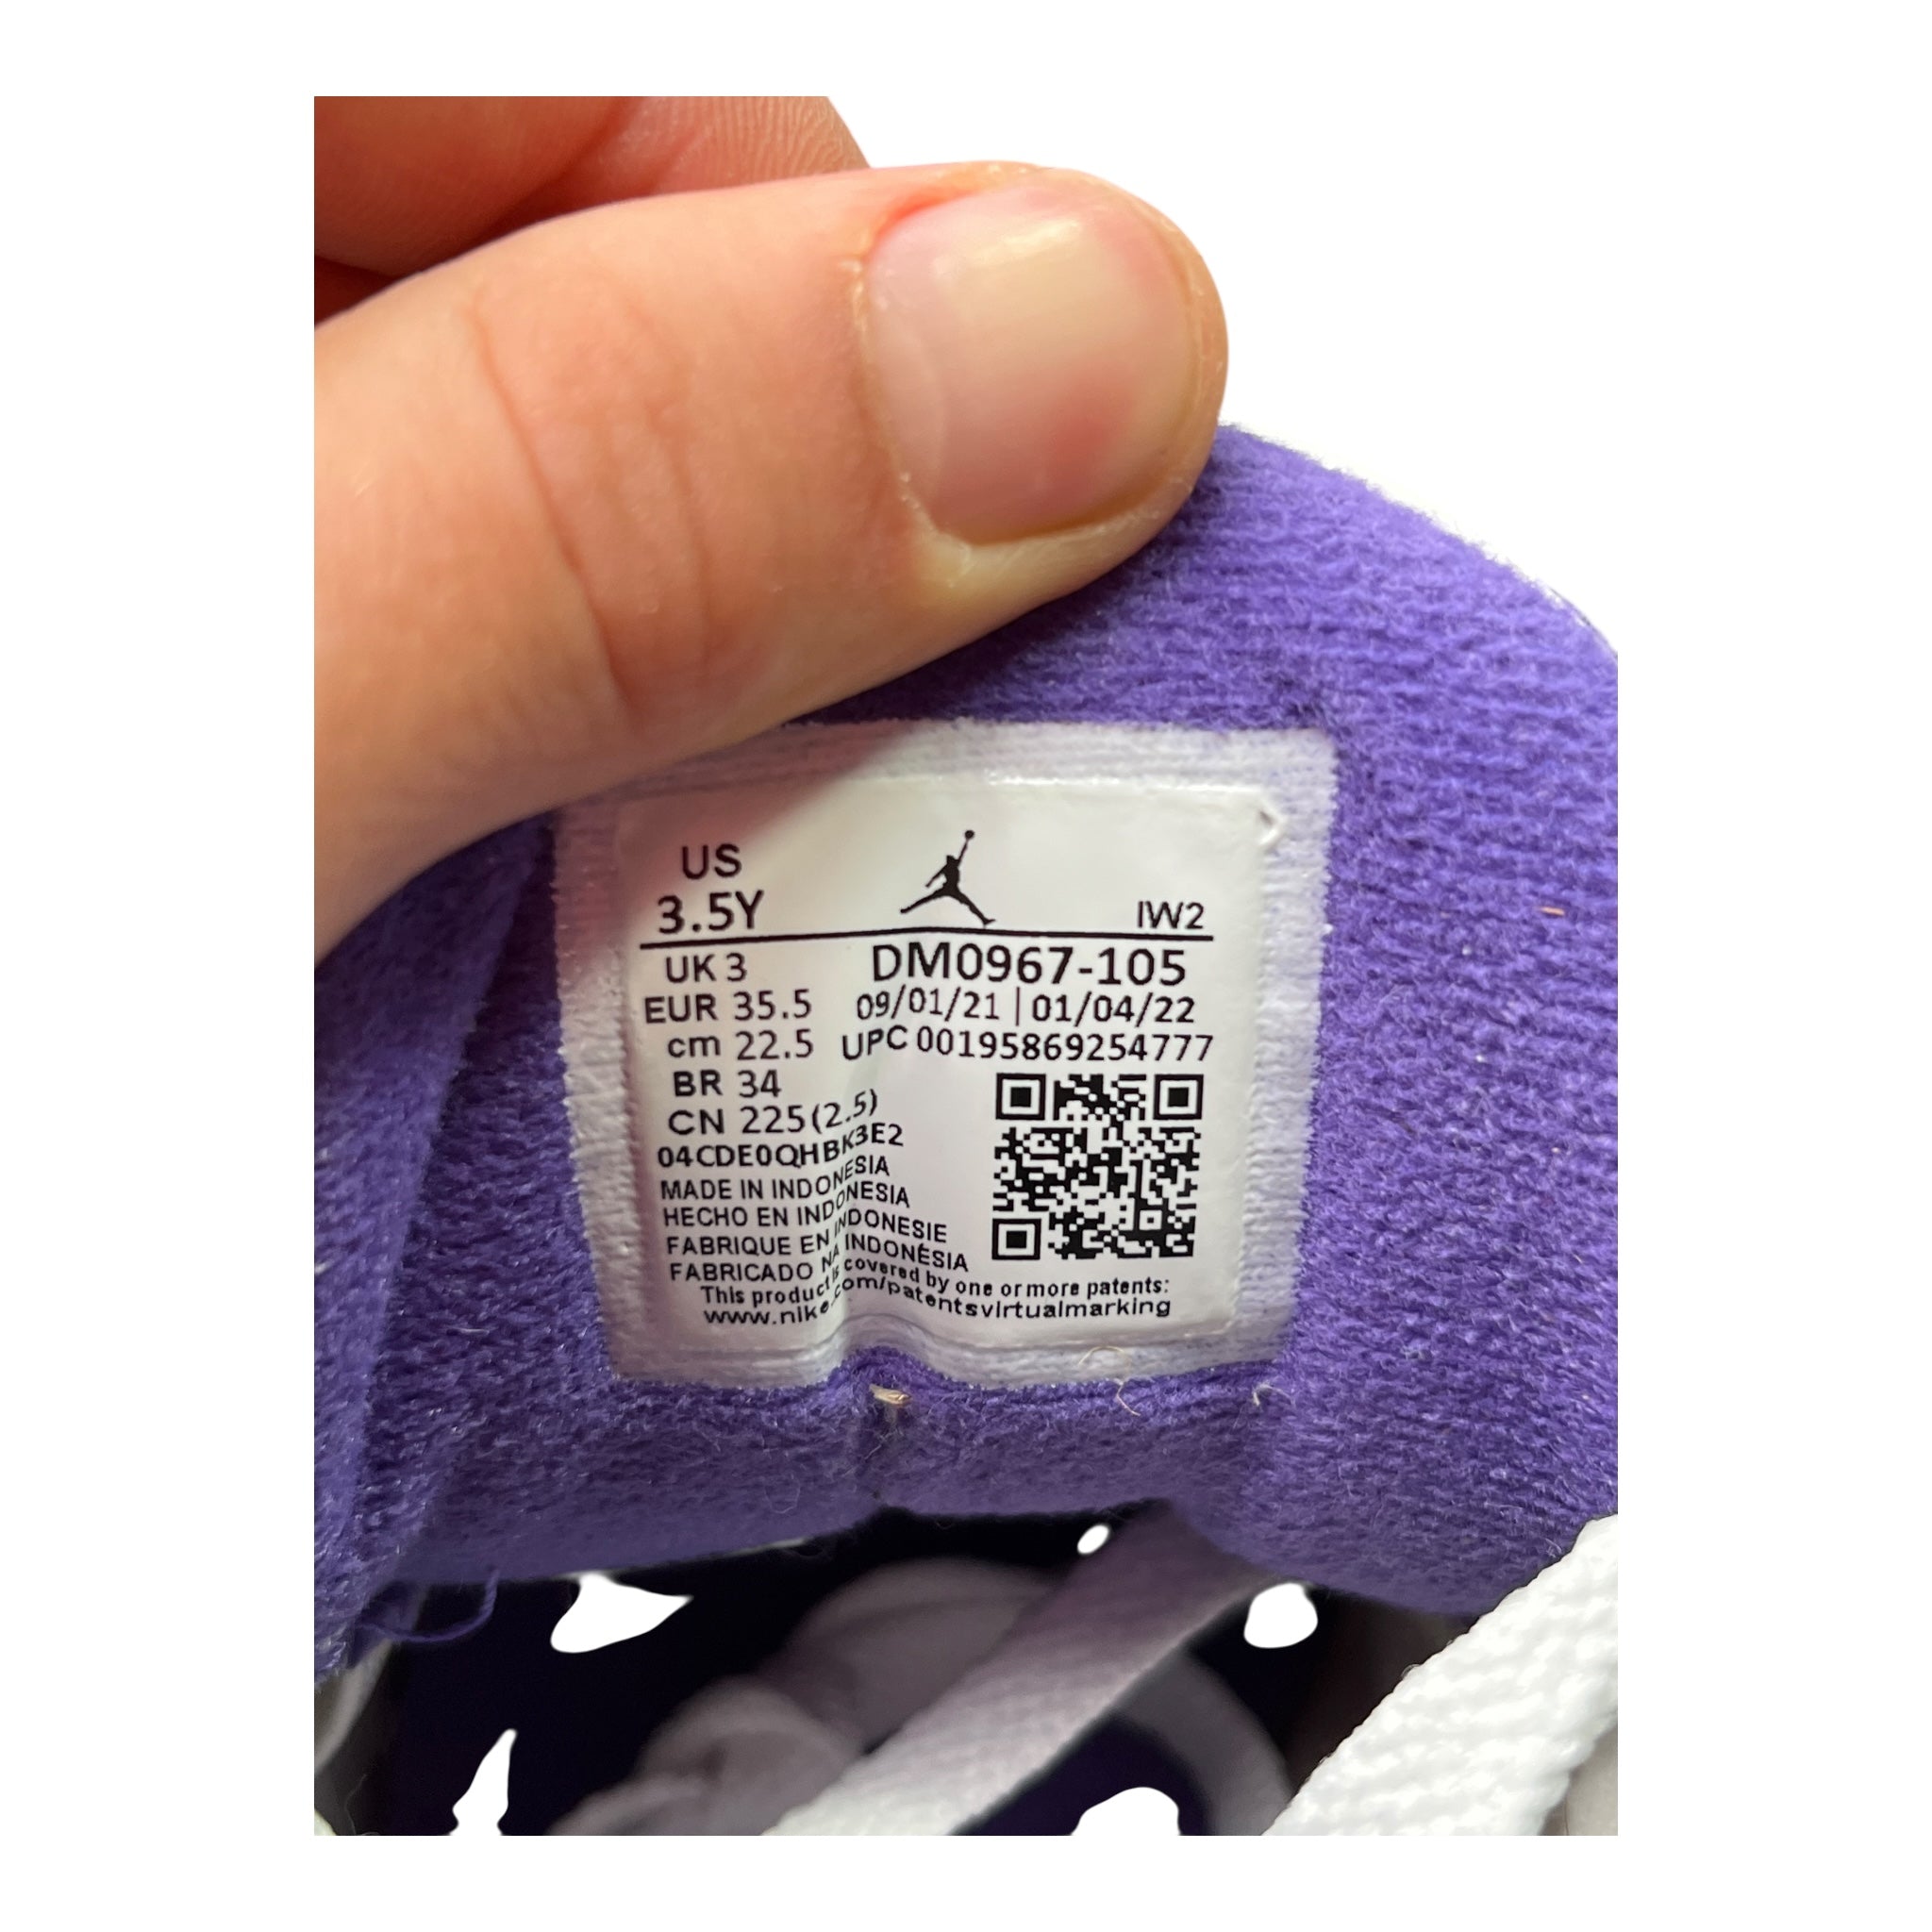 US
3.5Y IW2
UK 3 DM0967-105
EUR 35.5 09/01/21 | 01/04/22
cm 22.5 UPC 00195869254777
BR 34
CN 225(2.5)
04CDE0QHBK3E2
MADE IN INDONESIA
HECHO EN INDONESIA
FABRIQUE EN INDONESIE
FABRICADO NA INDONÉSIA
This product is covered by one or more patents:
www.nike.com/patentsvirtualmarking